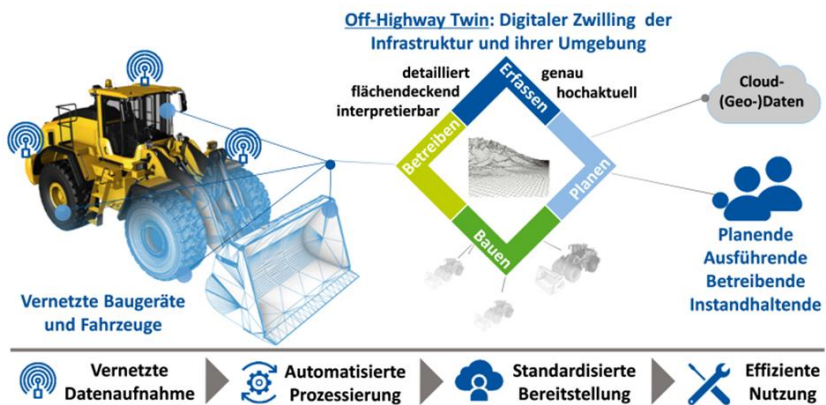 Off-Highway Twin: Digitaler Zwilling der
Infrastruktur und ihrer Umgebung
detailliert
flächendeckend
interpretierbar
genau
hochaktuell
Erfassen
Betreiben
Planen
Bauen
Cloud-
(Geo-)Daten
Planende
Ausführende
Betreibende
Instandhaltende
Vernetzte Baugeräte
und Fahrzeuge
Vernetzte
Datenaufnahme
Automatisierte
Prozessierung
Standardisierte
Bereitstellung
Effiziente
Nutzung